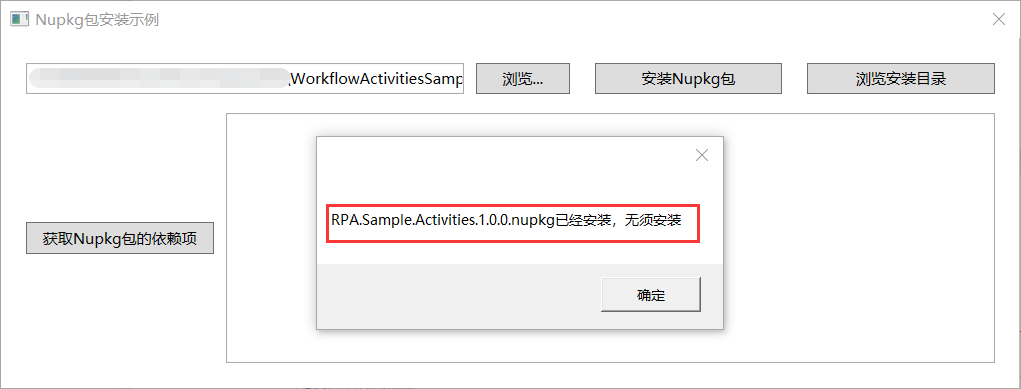 Nupkg包安装示例
\WorkflowActivitiesSamp
浏览...
安装Nupkg包
浏览安装目录
RPA.Sample.Activities.1.0.0.nupkg已经安装，无须安装
获取Nupkg包的依赖项
确定